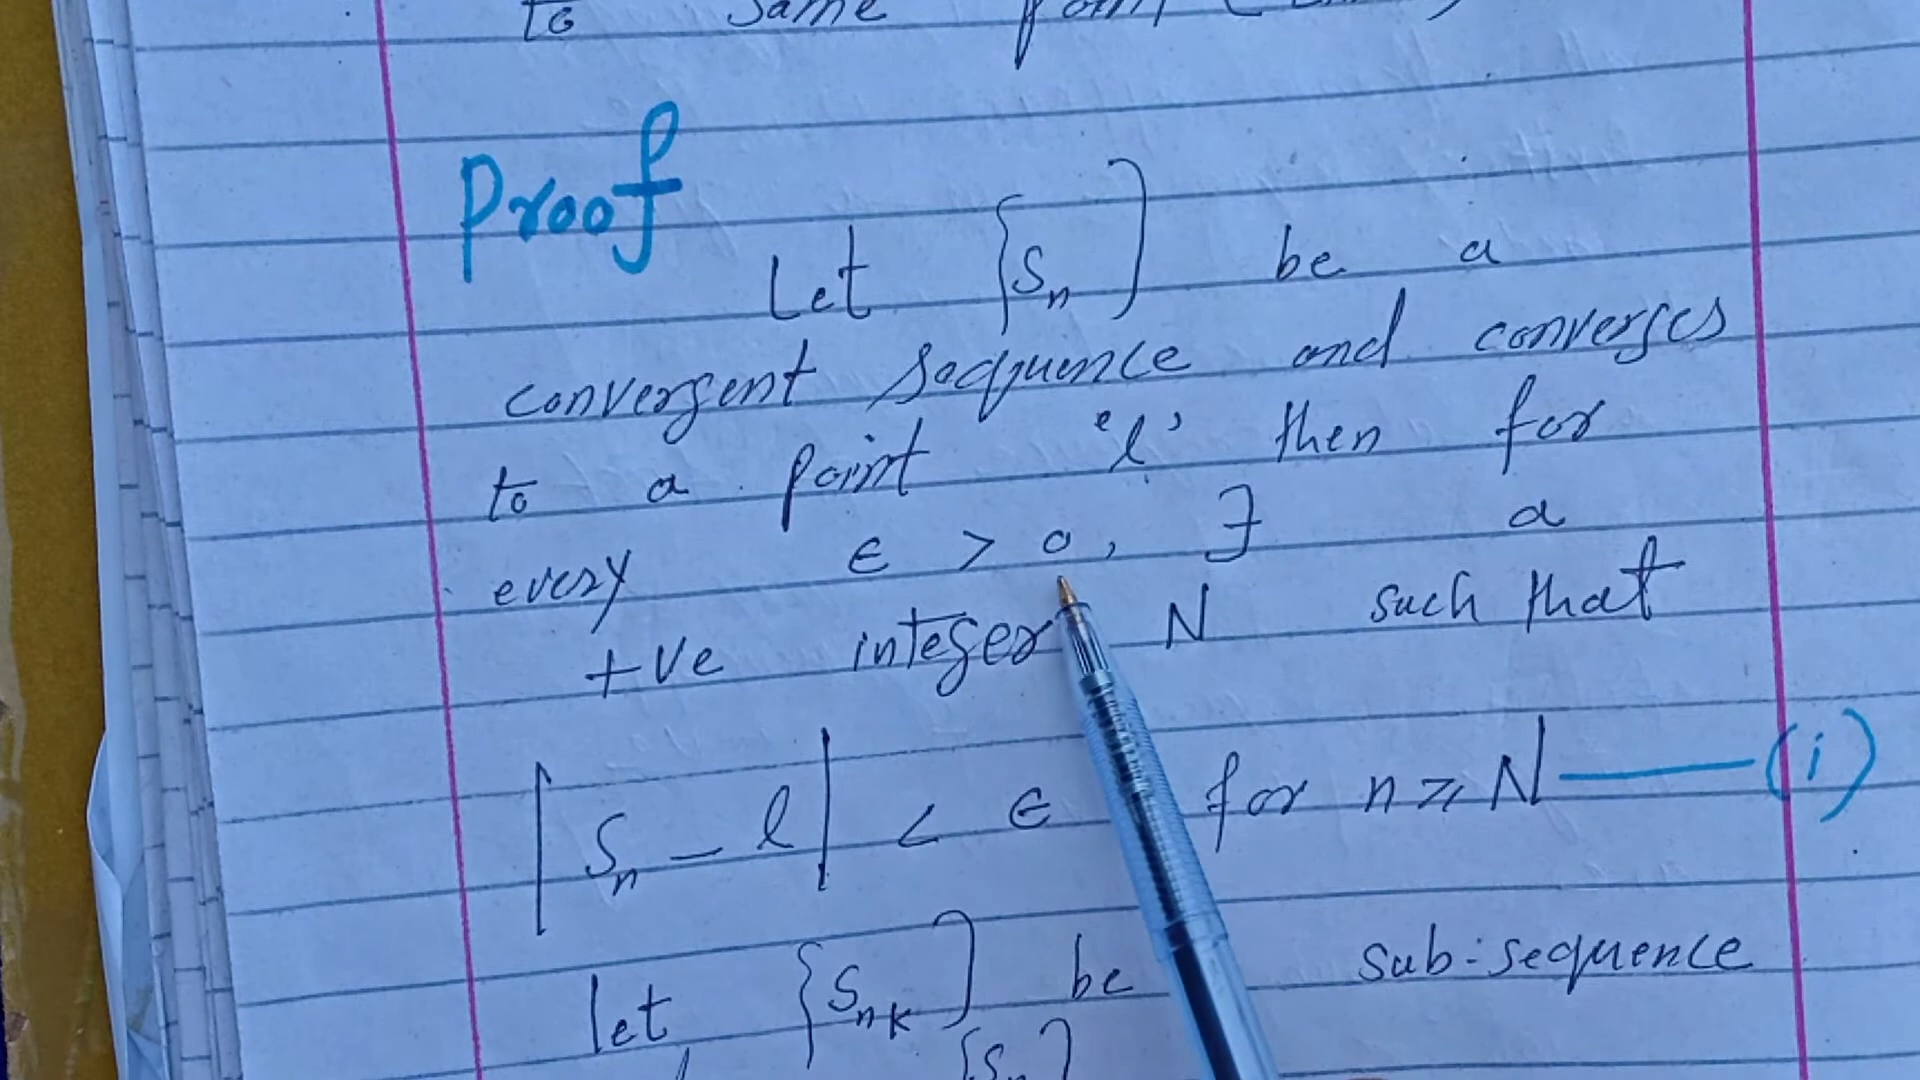 to same point
Proof
Let {Sn} be a
convergent sequence and converges
to a point 'l' then for
every ϵ > 0, ∃ a
+ve integer N such that
|Sn - l| < ϵ for n ≥ N —— (i)
let {Snk} be sub-sequence
{Sn}